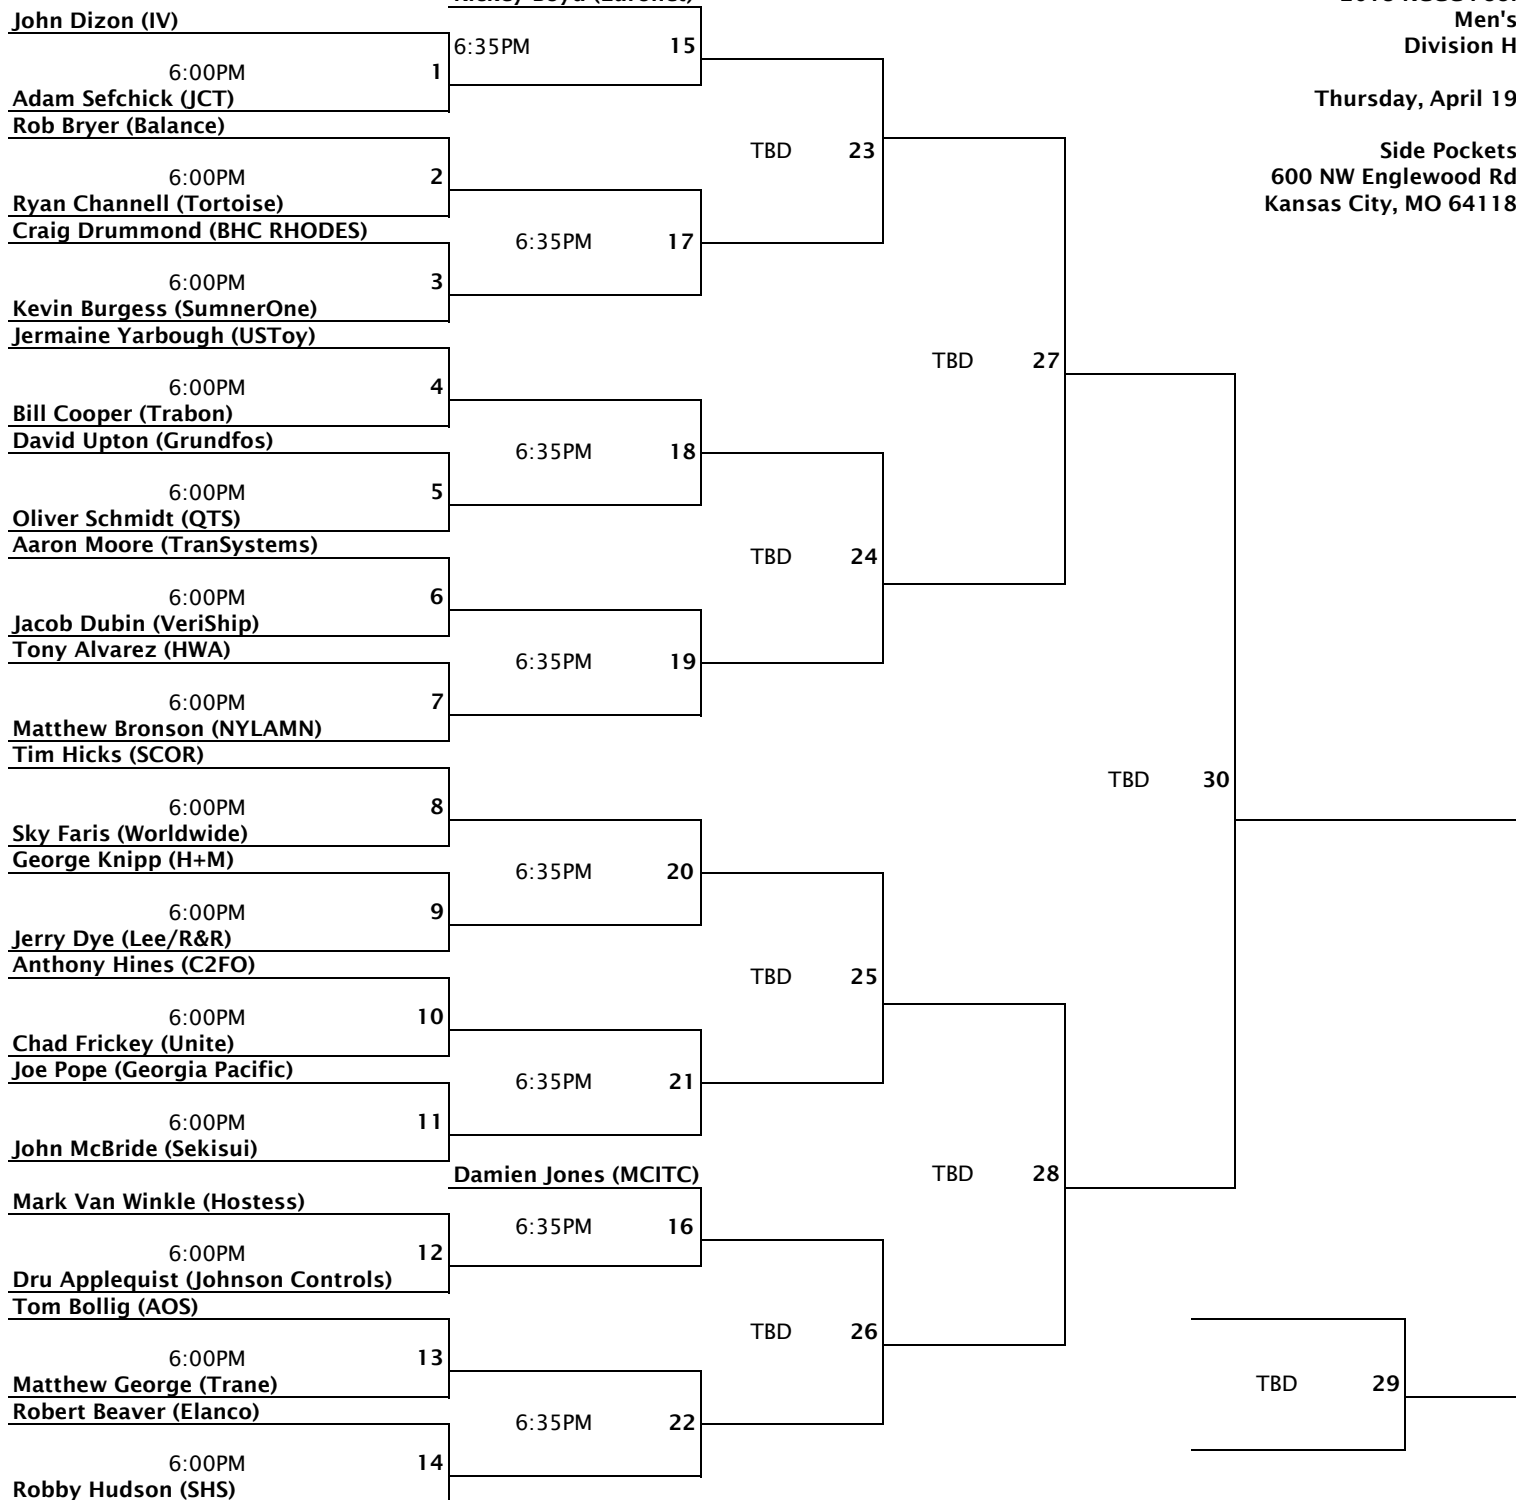 John Dizon (IV)
6:00PM 1
Adam Sefchick (JCT)
Rob Bryer (Balance)
6:00PM 2
Ryan Channell (Tortoise)
Craig Drummond (BHC RHODES)
6:00PM 3
Kevin Burgess (SumnerOne)
Jermaine Yarbough (USToy)
6:00PM 4
Bill Cooper (Trabon)
David Upton (Grundfos)
6:00PM 5
Oliver Schmidt (QTS)
Aaron Moore (TranSystems)
6:00PM 6
Jacob Dubin (VeriShip)
Tony Alvarez (HWA)
6:00PM 7
Matthew Bronson (NYLAMN)
Tim Hicks (SCOR)
6:00PM 8
Sky Faris (Worldwide)
George Knipp (H+M)
6:00PM 9
Jerry Dye (Lee/R&R)
Anthony Hines (C2FO)
6:00PM 10
Chad Frickey (Unite)
Joe Pope (Georgia Pacific)
6:00PM 11
John McBride (Sekisui)
Mark Van Winkle (Hostess)
6:00PM 12
Dru Applequist (Johnson Controls)
Tom Bollig (AOS)
6:00PM 13
Matthew George (Trane)
Robert Beaver (Elanco)
6:00PM 14
Robby Hudson (SHS)
6:35PM 15
6:35PM 17
6:35PM 18
6:35PM 19
6:35PM 20
6:35PM 21
Damien Jones (MCITC)
6:35PM 16
6:35PM 22
TBD 23
TBD 24
TBD 25
TBD 26
TBD 27
TBD 28
TBD 30
TBD 29
Men's
Division H
Thursday, April 19
Side Pockets
600 NW Englewood Rd
Kansas City, MO 64118